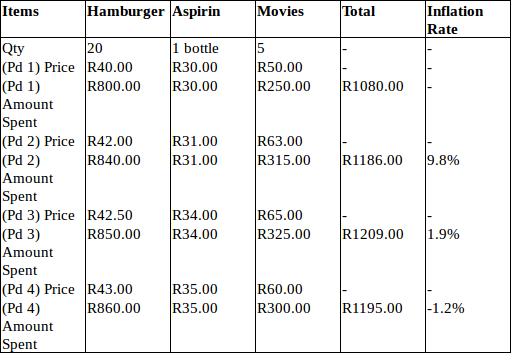 Items Hamburger Aspirin Movies Total Inflation
Rate
Qty 20 1 bottle 5 - -
(Pd 1) Price R40.00 R30.00 R50.00 - -
(Pd 1) R800.00 R30.00 R250.00 R1080.00 -
Amount
Spent
(Pd 2) Price R42.00 R31.00 R63.00 - -
(Pd 2) R840.00 R31.00 R315.00 R1186.00 9.8%
Amount
Spent
(Pd 3) Price R42.50 R34.00 R65.00 - -
(Pd 3) R850.00 R34.00 R325.00 R1209.00 1.9%
Amount
Spent
(Pd 4) Price R43.00 R35.00 R60.00 - -
(Pd 4) R860.00 R35.00 R300.00 R1195.00 -1.2%
Amount
Spent